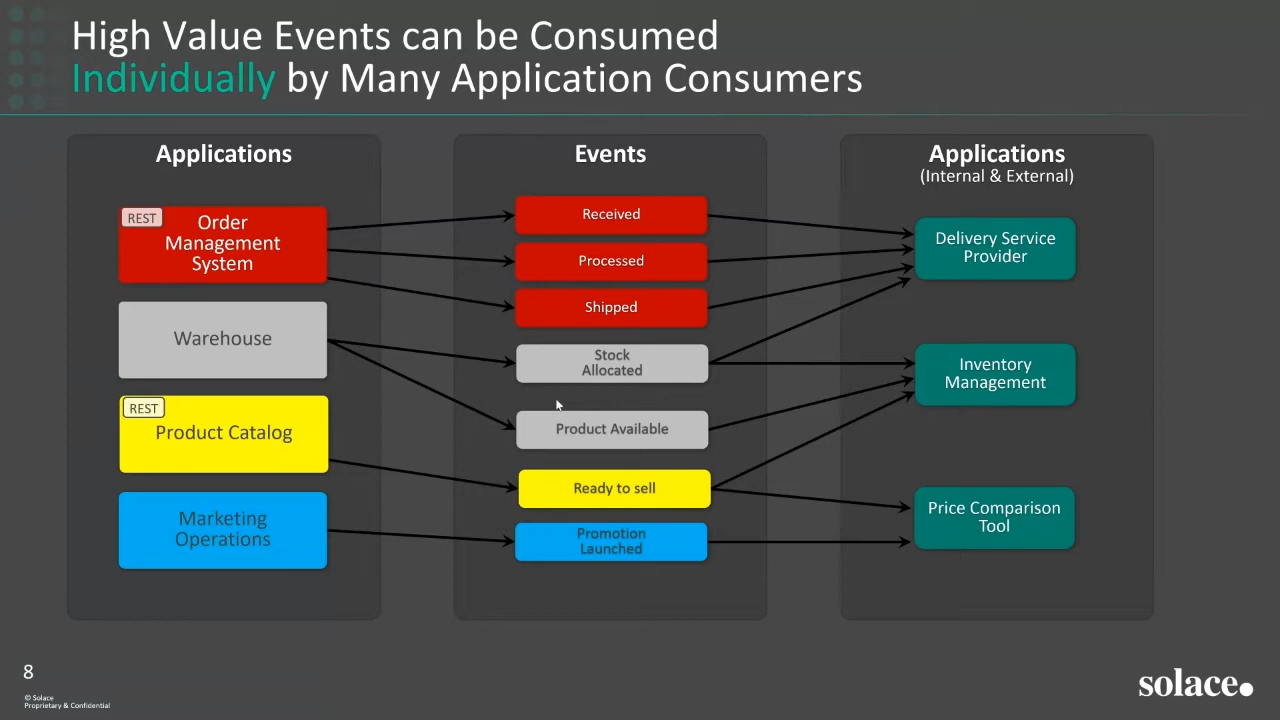 High Value Events can be Consumed
Individually by Many Application Consumers
Applications
REST
Order
Management
System
Warehouse
REST
Product Catalog
Marketing
Operations
Events
Received
Processed
Shipped
Stock
Allocated
Product Available
Ready to sell
Promotion
Launched
Applications
(Internal & External)
Delivery Service
Provider
Inventory
Management
Price Comparison
Tool
8
© Solace
Proprietary & Confidential
solace.